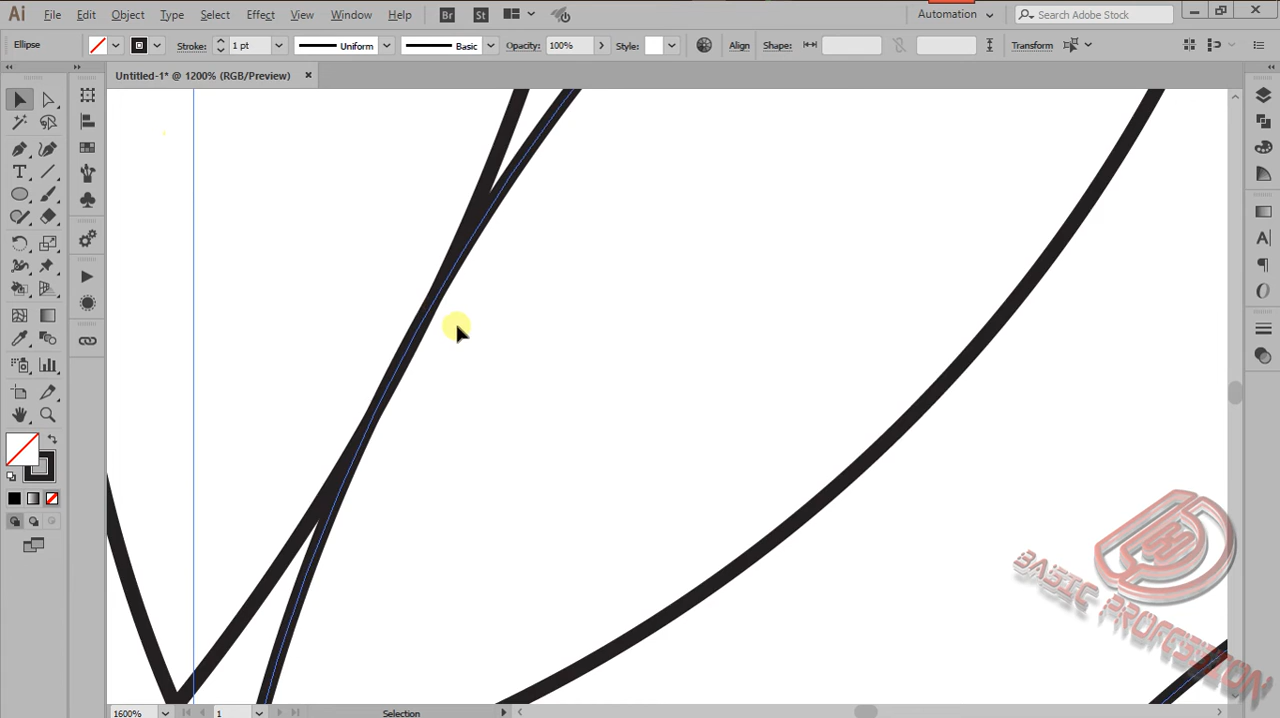 Ai File Edit Object Type Select Effect View Window Help Br St Automation Search Adobe Stock
Ellipse Stroke: 1 pt Uniform Basic Opacity: 100% Style: Align Shape: Transform
Untitled-1* @ 1200% (RGB/Preview)
BASIC PROFESSION
1600% 1 Selection